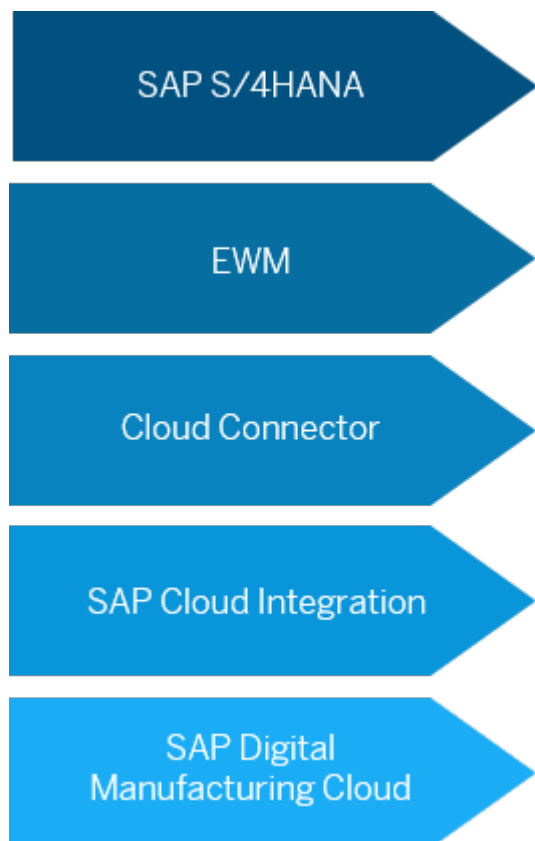 SAP S/4HANA
EWM
Cloud Connector
SAP Cloud Integration
SAP Digital
Manufacturing Cloud